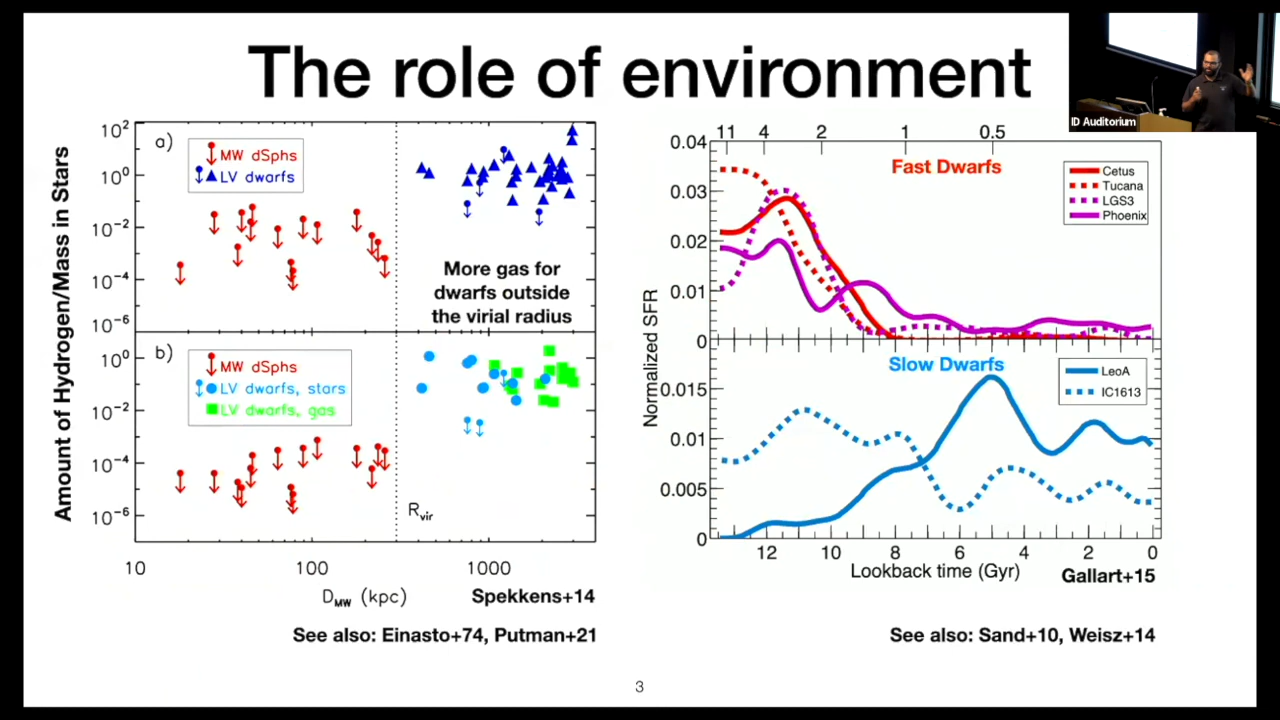 The role of environment
ID Auditorium
Amount of Hydrogen/Mass in Stars
a)
MW dSphs
LV dwarfs
10²
10⁰
10⁻²
10⁻⁴
10⁻⁶
More gas for
dwarfs outside
the virial radius
b)
MW dSphs
LV dwarfs, stars
LV dwarfs, gas
10⁰
10⁻²
10⁻⁴
10⁻⁶
Rvir
10 100 1000
DMW (kpc)
Spekkens+14
See also: Einasto+74, Putman+21
11 4 2 1 0.5
Normalized SFR
0.04
0.03
0.02
0.01
0
Fast Dwarfs
Cetus
Tucana
LGS3
Phoenix
Slow Dwarfs
LeoA
IC1613
0.015
0.01
0.005
0
12 10 8 6 4 2 0
Lookback time (Gyr)
Gallart+15
See also: Sand+10, Weisz+14
3